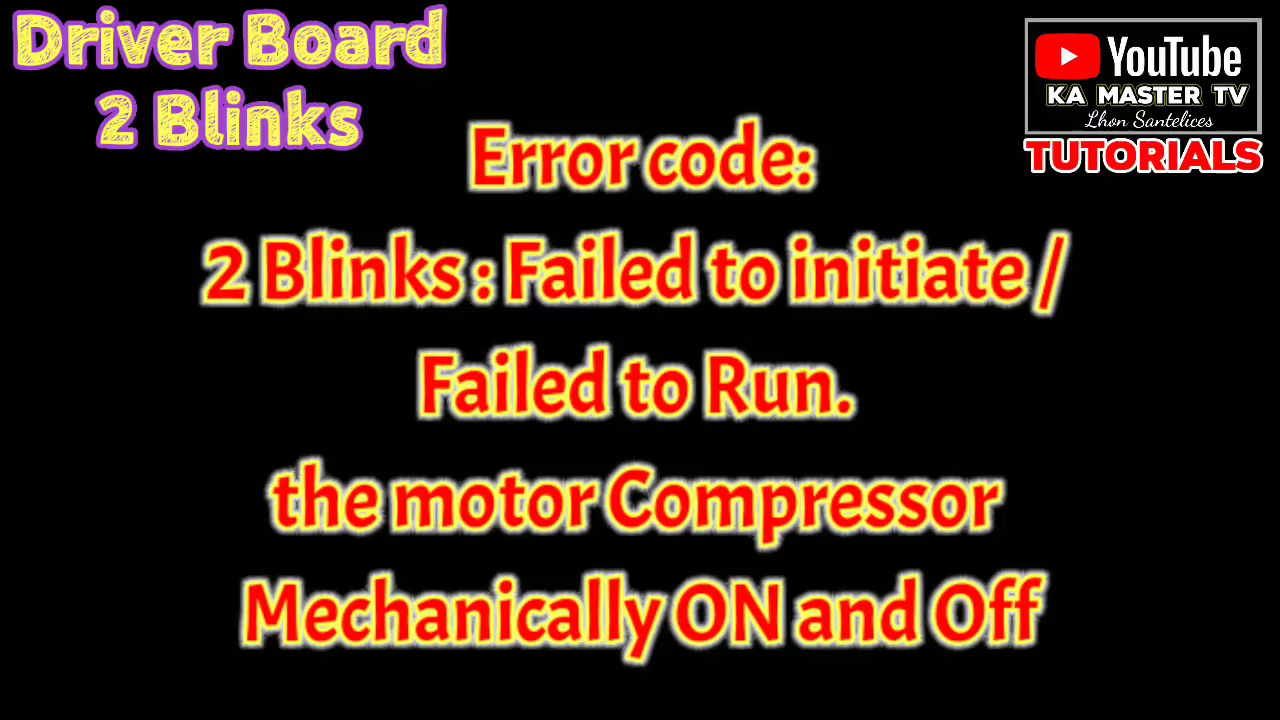 Driver Board
2 Blinks
YouTube
KA MASTER TV
Lhon Santelices
TUTORIALS
Error code:
2 Blinks : Failed to initiate /
Failed to Run.
the motor Compressor
Mechanically ON and Off